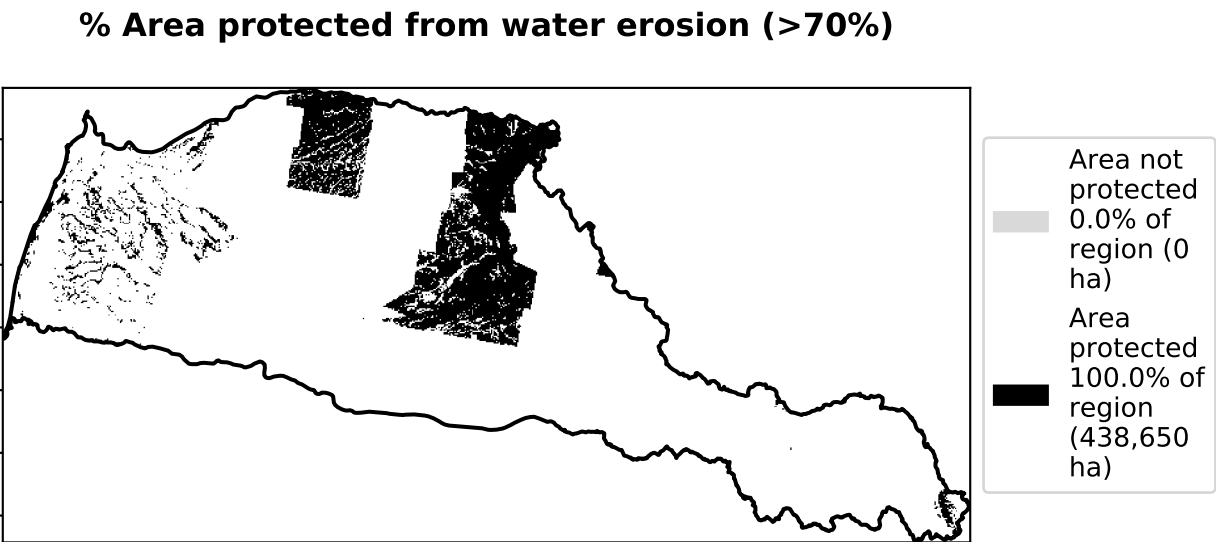 % Area protected from water erosion (>70%)
Area not
protected
0.0% of
region (0
ha)
Area
protected
100.0% of
region
(438,650
ha)